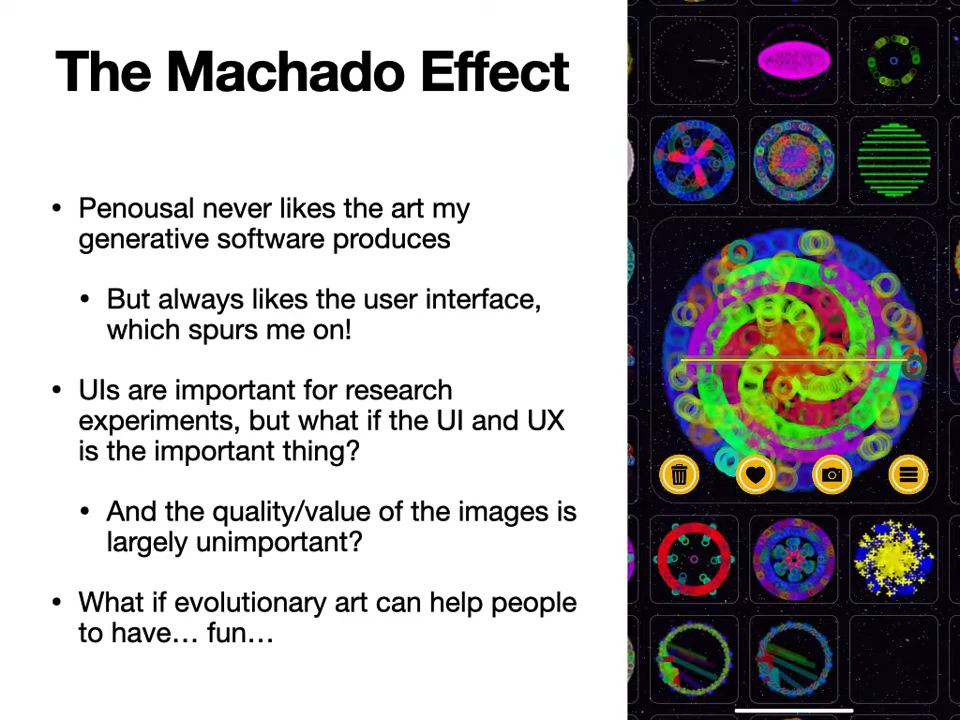 The Machado Effect
• Penousal never likes the art my
generative software produces
• But always likes the user interface,
which spurs me on!
• UIs are important for research
experiments, but what if the UI and UX
is the important thing?
• And the quality/value of the images is
largely unimportant?
• What if evolutionary art can help people
to have… fun…